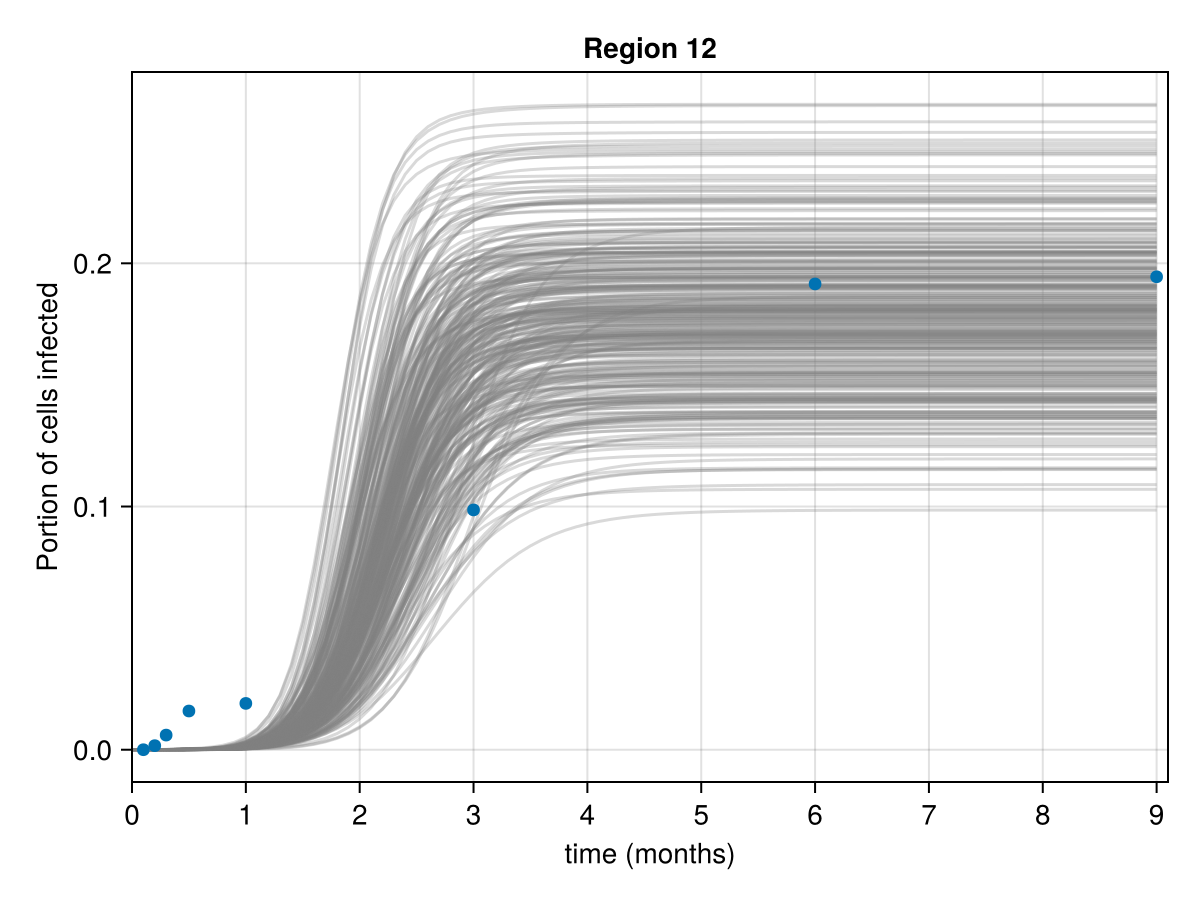 Region 12
Portion of cells infected
0.2
0.1
0.0
0 1 2 3 4 5 6 7 8 9
time (months)